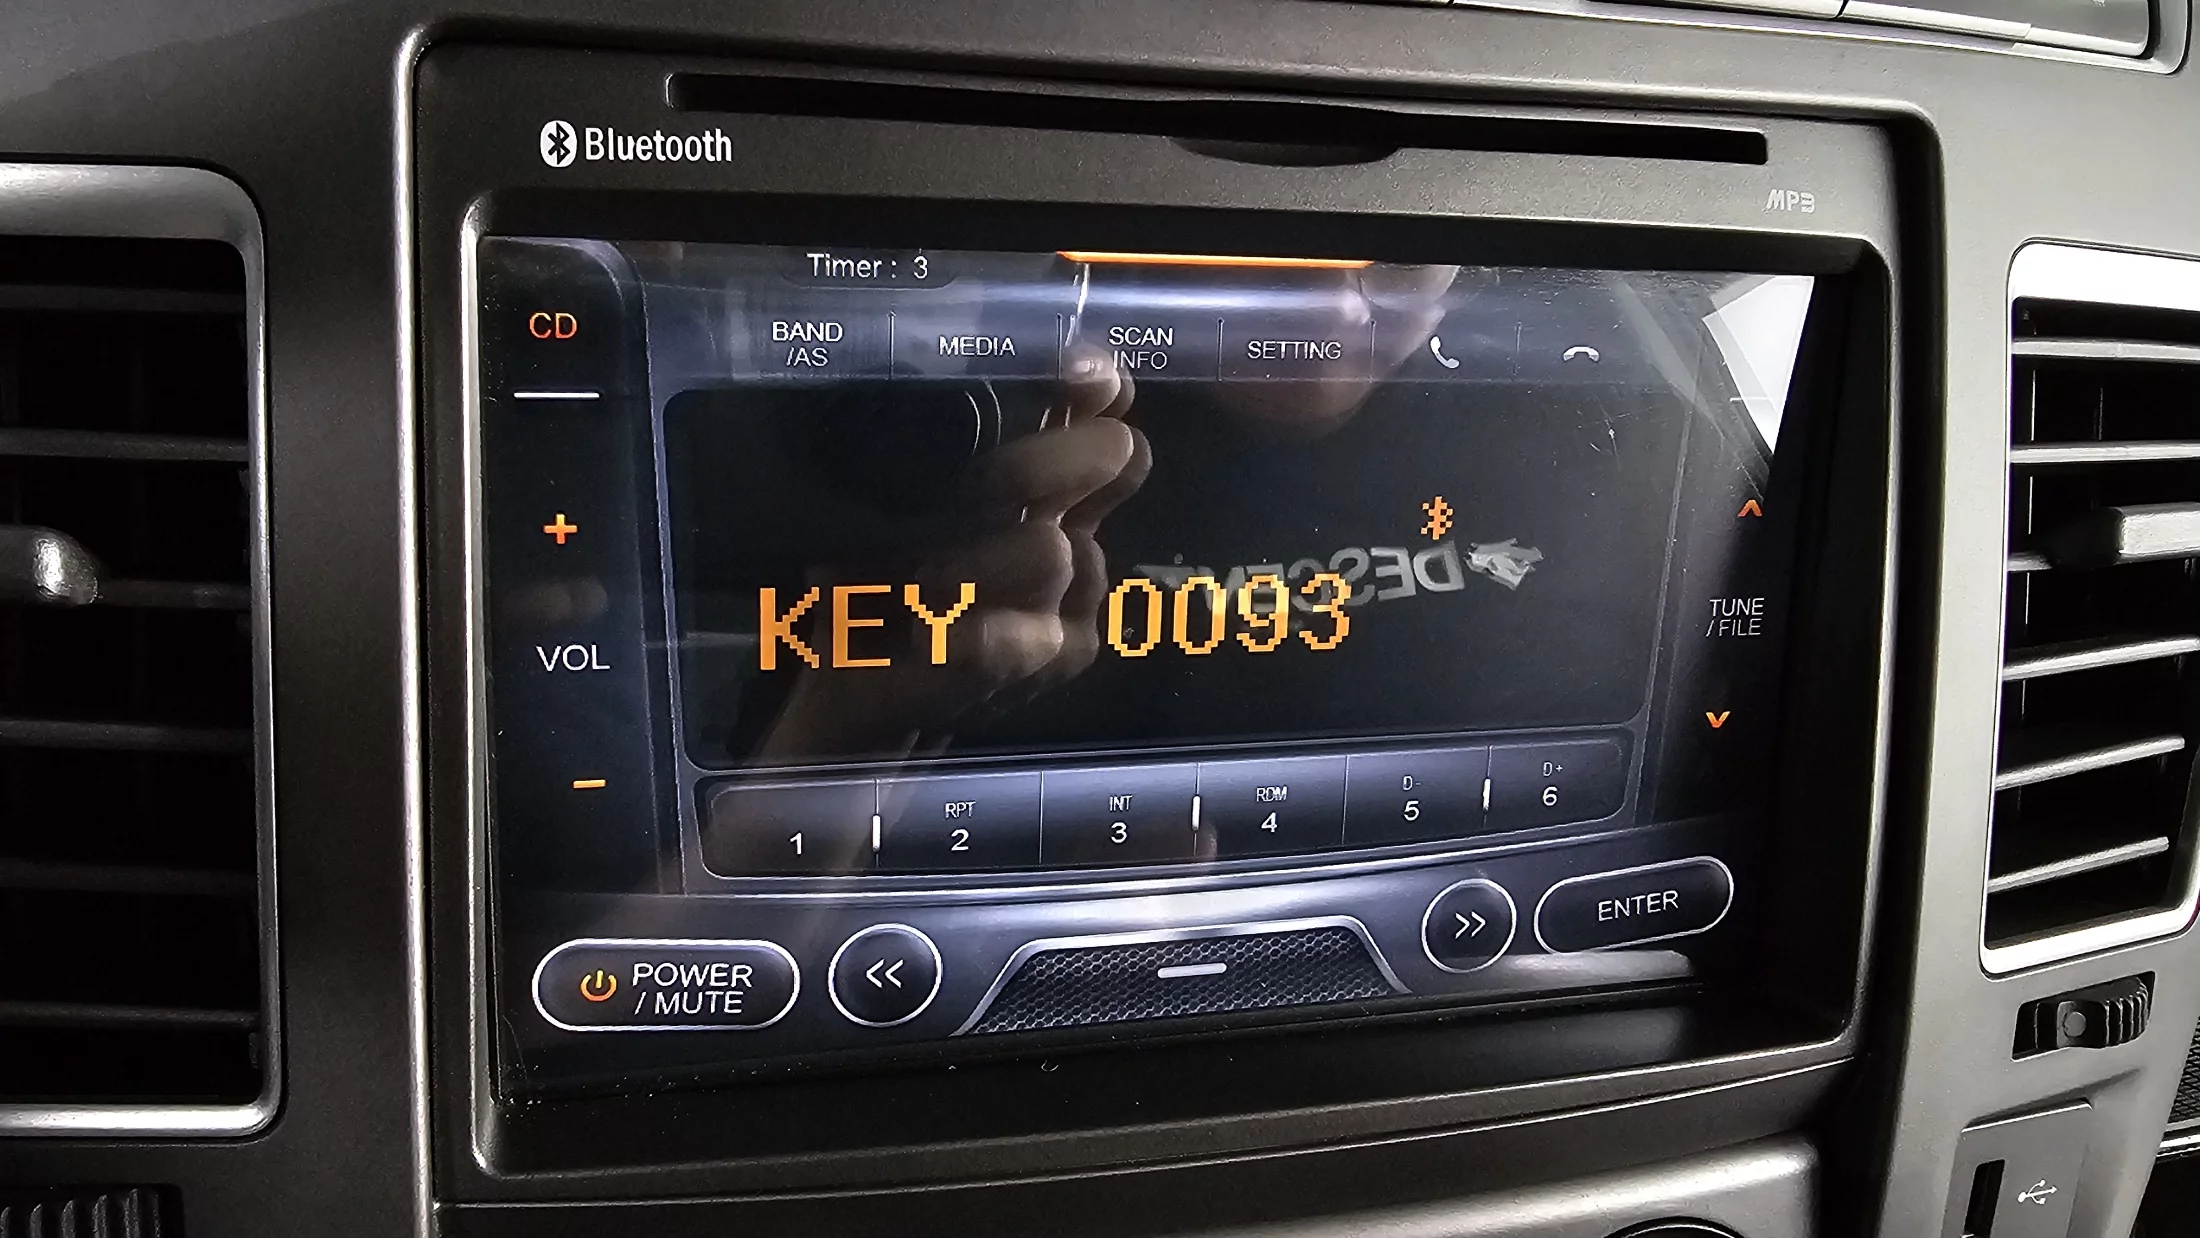 Bluetooth
MP3
Timer : 3
CD
BAND
/AS
MEDIA
SCAN
INFO
SETTING
DESCENT
KEY 0093
VOL
TUNE
/ FILE
1
RPT
2
INT
3
RDM
4
D-
5
D+
6
POWER
/ MUTE
<<
>>
ENTER